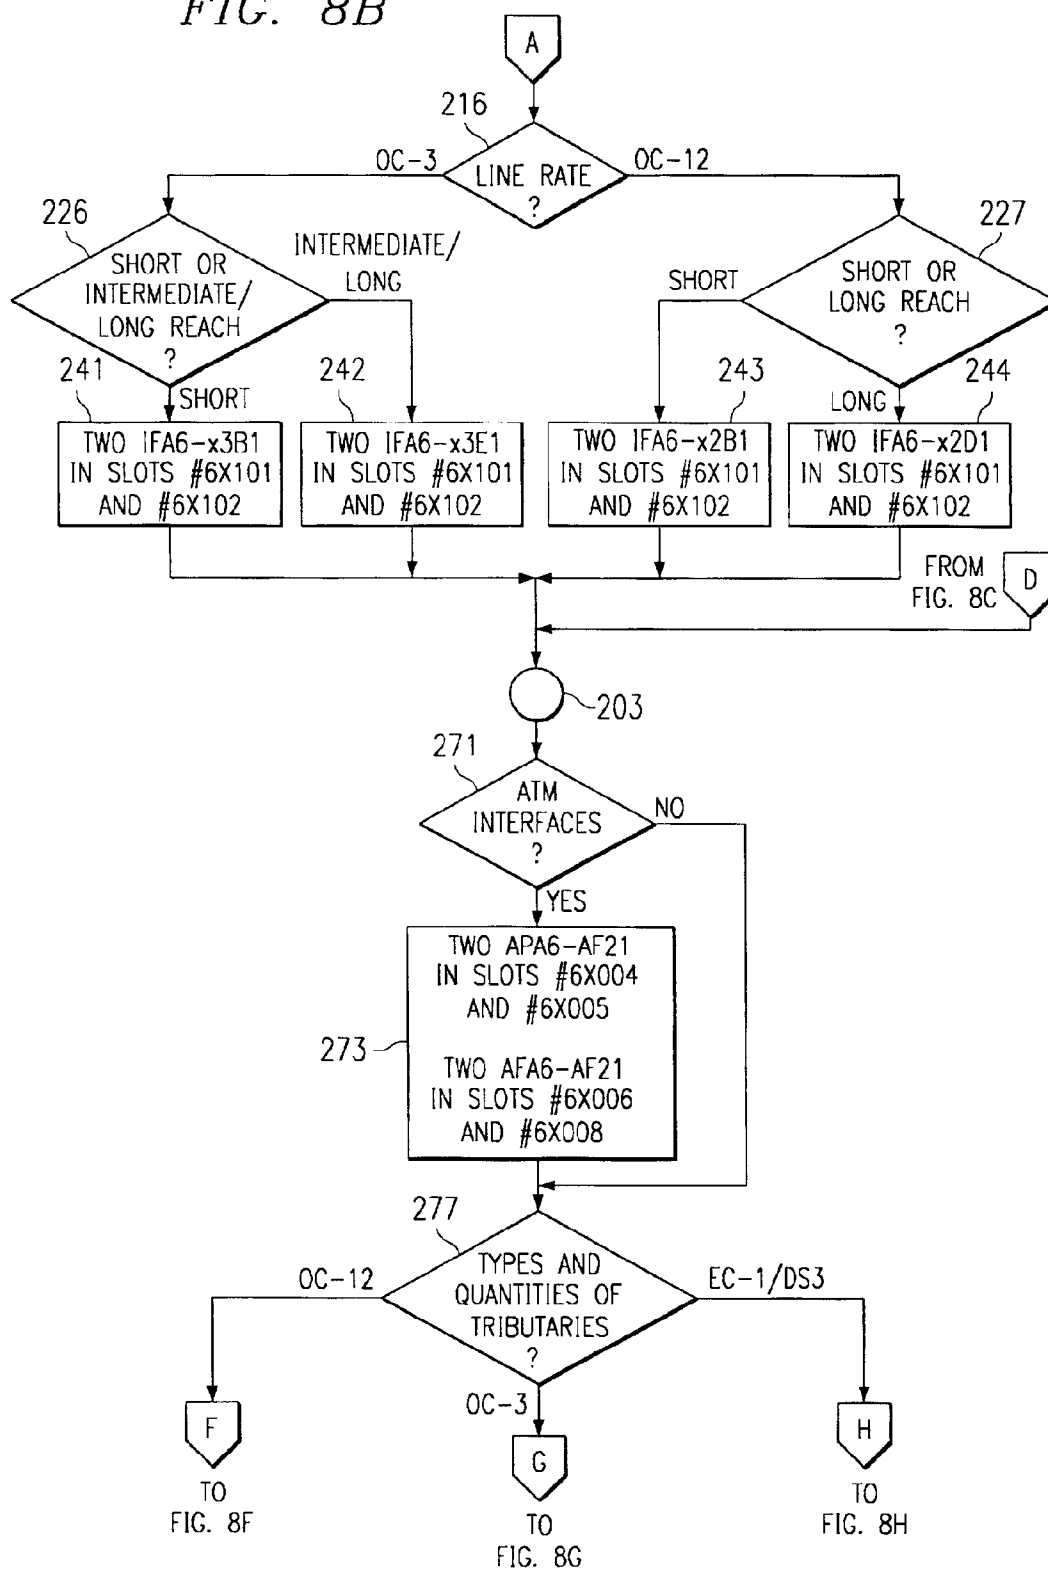 FIG. 8B
A
216
OC-3
OC-12
LINE RATE
?
226
SHORT OR
INTERMEDIATE/
LONG REACH
?
INTERMEDIATE/
LONG
SHORT
227
SHORT OR
LONG REACH
?
SHORT
LONG
241
TWO IFA6-x3B1
IN SLOTS #6X101
AND #6X102
242
TWO IFA6-x3E1
IN SLOTS #6X101
AND #6X102
243
TWO IFA6-x2B1
IN SLOTS #6X101
AND #6X102
244
TWO IFA6-x2D1
IN SLOTS #6X101
AND #6X102
FROM
FIG. 8C
D
203
271
ATM
INTERFACES
?
NO
YES
273
TWO APA6-AF21
IN SLOTS #6X004
AND #6X005
TWO AFA6-AF21
IN SLOTS #6X006
AND #6X008
277
TYPES AND
QUANTITIES OF
TRIBUTARIES
?
OC-12
EC-1/DS3
OC-3
F
TO
FIG. 8F
G
TO
FIG. 8G
H
TO
FIG. 8H